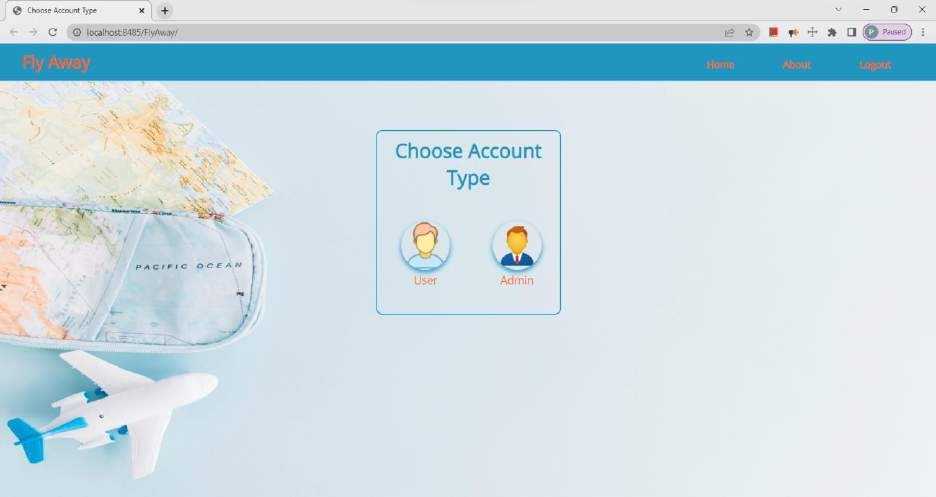 Choose Account Type
localhost:8485/FlyAway/
P Paused
Fly Away
Home About Logout
Choose Account
Type
User Admin
PACIFIC OCEAN